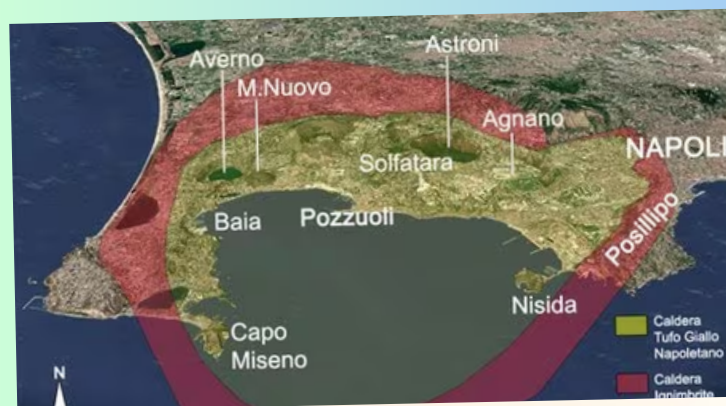 Astroni
Averno
M.Nuovo
Agnano
NAPOLI
Solfatara
Baia
Pozzuoli
Posillipo
Nisida
Capo
Miseno
Caldera
Tufo Giallo
Napoletano
Caldera
Ignimbrite
N